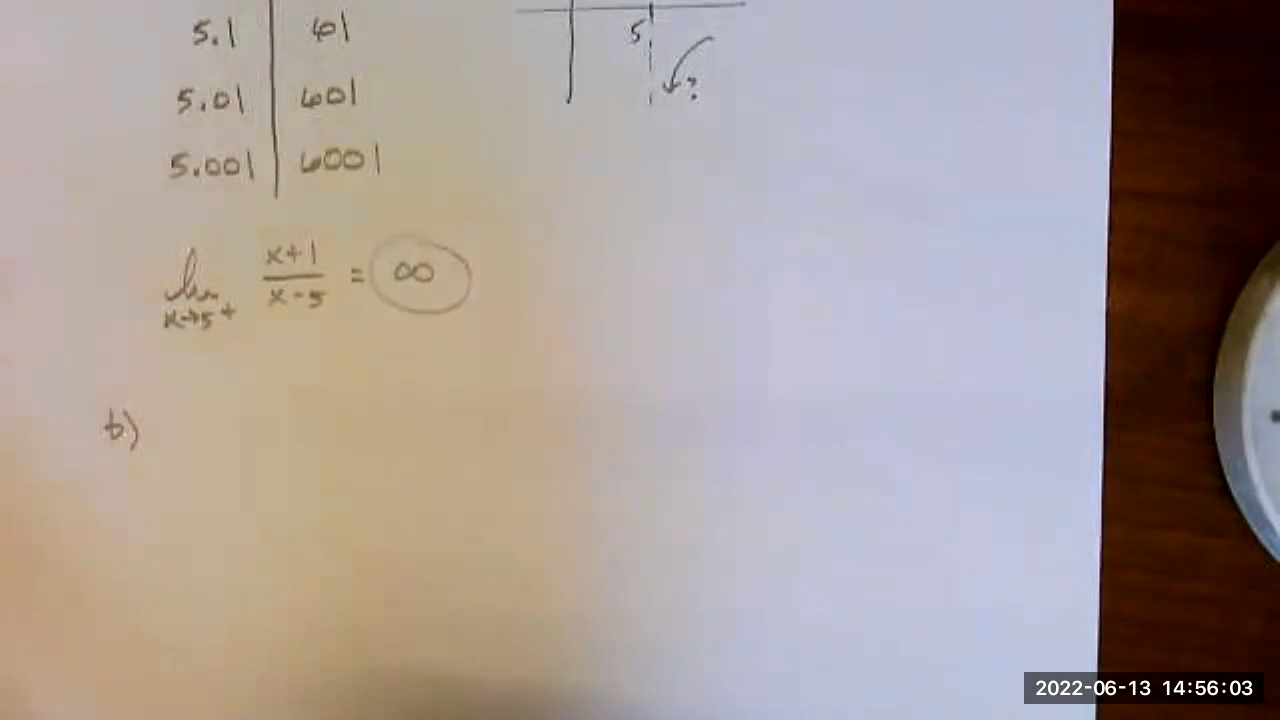 5.1 | 61
5
5.01 | 601
?
5.001 | 6001
lim x→5+ x+1/x-5 = ∞
b)
2022-06-13 14:56:03